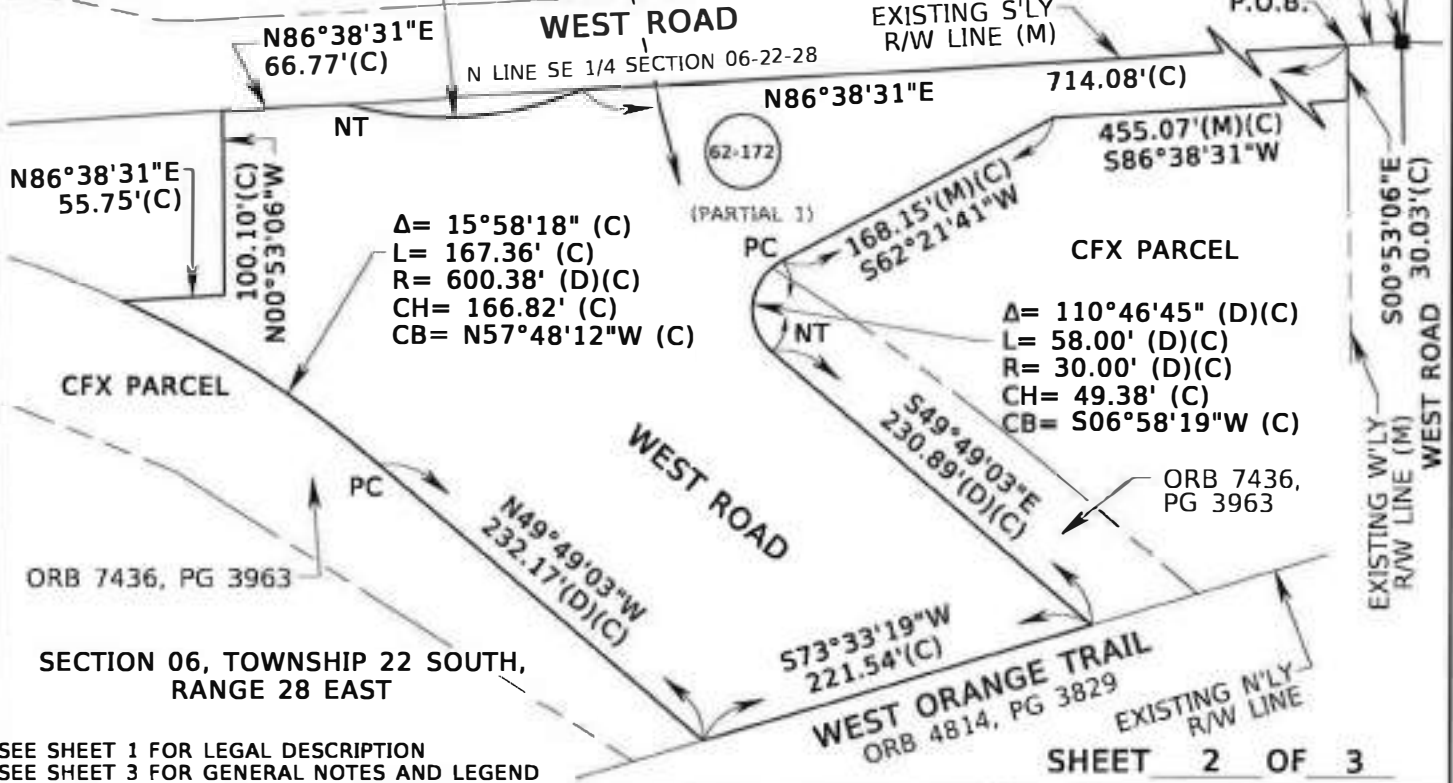 WEST ROAD
EXISTING S'LY
R/W LINE (M)
P.O.B.
N86°38'31"E
66.77'(C)
N LINE SE 1/4 SECTION 06-22-28
N86°38'31"E
714.08'(C)
NT
62-172
(PARTIAL 1)
455.07'(M)(C)
S86°38'31"W
N86°38'31"E
55.75'(C)
100.10'(C)
N00°53'06"W
Δ= 15°58'18" (C)
L= 167.36' (C)
R= 600.38' (D)(C)
CH= 166.82' (C)
CB= N57°48'12"W (C)
PC
168.15'(M)(C)
S62°21'41"W
CFX PARCEL
S00°53'06"E
30.03'(C)
WEST ROAD
NT
Δ= 110°46'45" (D)(C)
L= 58.00' (D)(C)
R= 30.00' (D)(C)
CH= 49.38' (C)
CB= S06°58'19"W (C)
CFX PARCEL
WEST ROAD
S49°49'03"E
230.89'(D)(C)
ORB 7436,
PG 3963
EXISTING W'LY
R/W LINE (M)
PC
N49°49'03"W
232.17'(D)(C)
ORB 7436, PG 3963
S73°33'19"W
221.54'(C)
WEST ORANGE TRAIL
ORB 4814, PG 3829
EXISTING N'LY
R/W LINE
SECTION 06, TOWNSHIP 22 SOUTH,
RANGE 28 EAST
SEE SHEET 1 FOR LEGAL DESCRIPTION
SEE SHEET 3 FOR GENERAL NOTES AND LEGEND
SHEET 2 OF 3